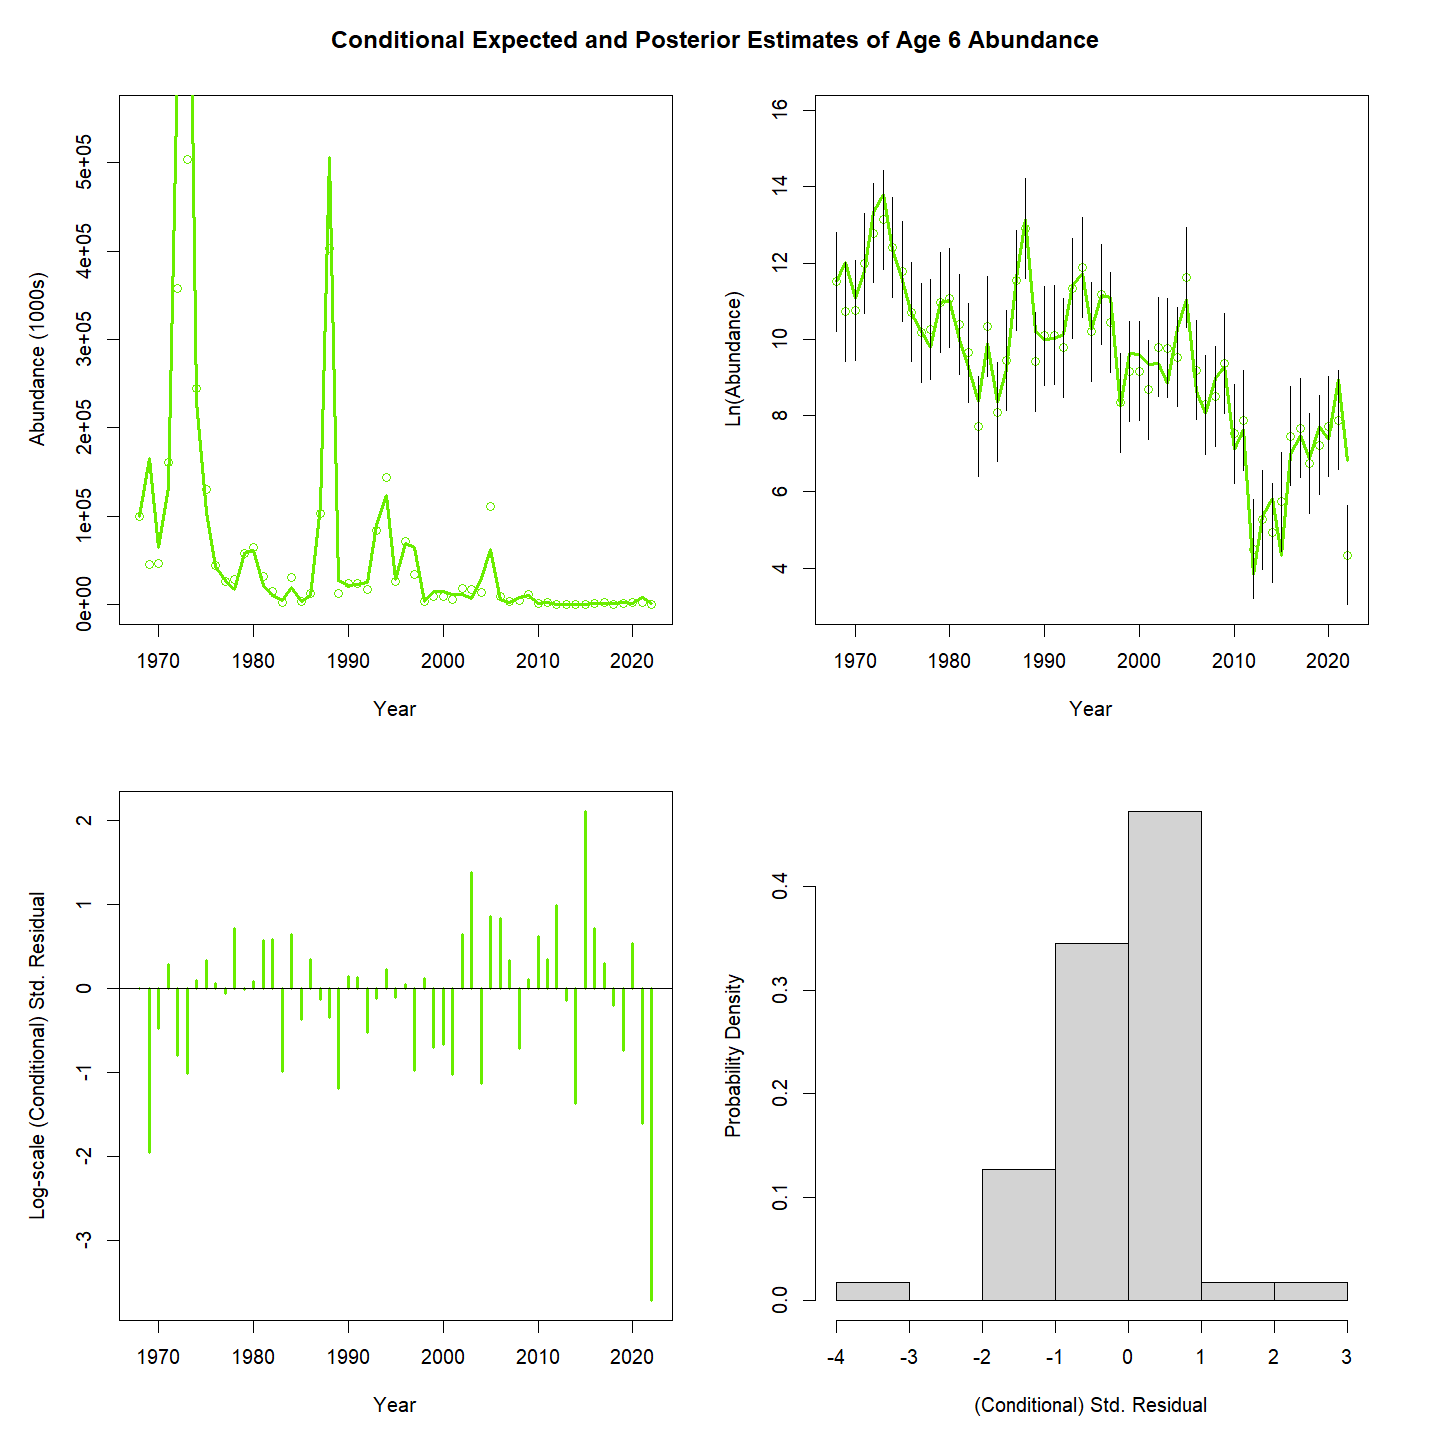 Conditional Expected and Posterior Estimates of Age 6 Abundance
Abundance (1000s)
0e+00 1e+05 2e+05 3e+05 4e+05 5e+05
1970 1980 1990 2000 2010 2020
Year
Ln(Abundance)
4 6 8 10 12 14 16
1970 1980 1990 2000 2010 2020
Year
Log-scale (Conditional) Std. Residual
-3 -2 -1 0 1 2
1970 1980 1990 2000 2010 2020
Year
Probability Density
0.0 0.1 0.2 0.3 0.4
-4 -3 -2 -1 0 1 2 3
(Conditional) Std. Residual